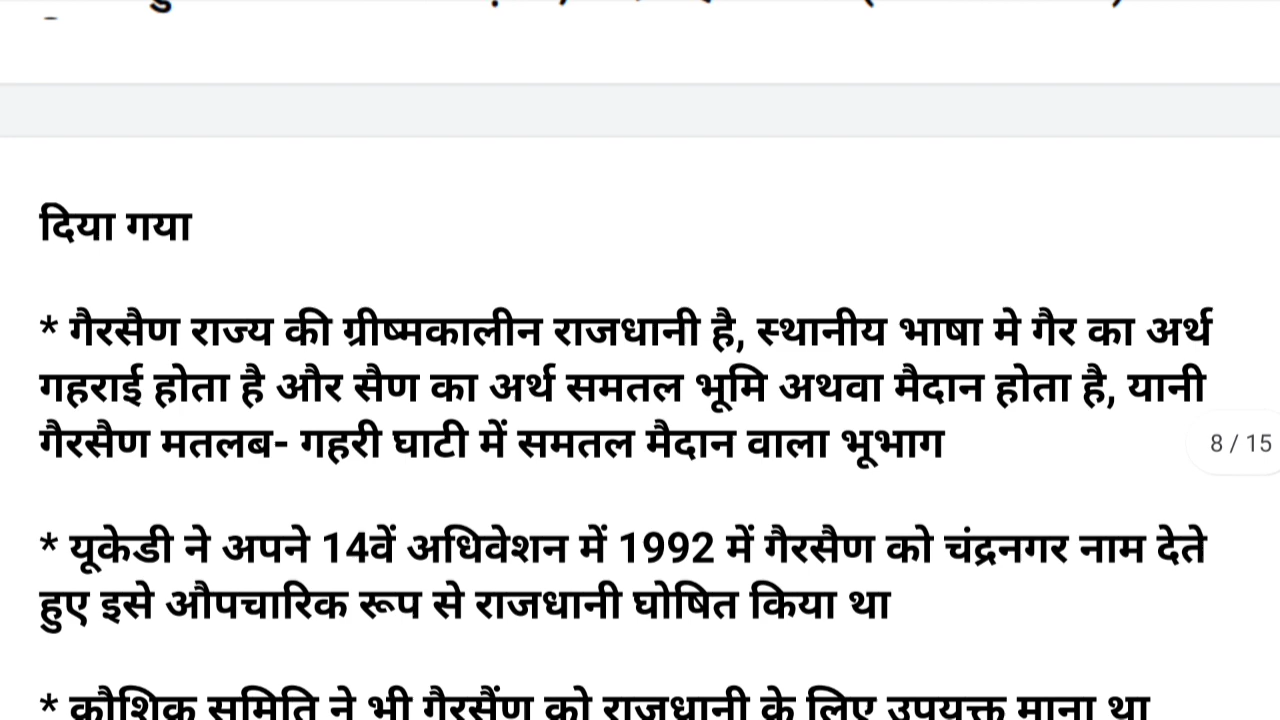 दिया गया
* गैरसैण राज्य की ग्रीष्मकालीन राजधानी है, स्थानीय भाषा मे गैर का अर्थ
गहराई होता है और सैण का अर्थ समतल भूमि अथवा मैदान होता है, यानी
गैरसैण मतलब- गहरी घाटी में समतल मैदान वाला भूभाग
8 / 15
* यूकेडी ने अपने 14वें अधिवेशन में 1992 में गैरसैण को चंद्रनगर नाम देते
हुए इसे औपचारिक रूप से राजधानी घोषित किया था
* कौशिक समिति ने भी गैरसैंण को राजधानी के लिए उपयुक्त माना था